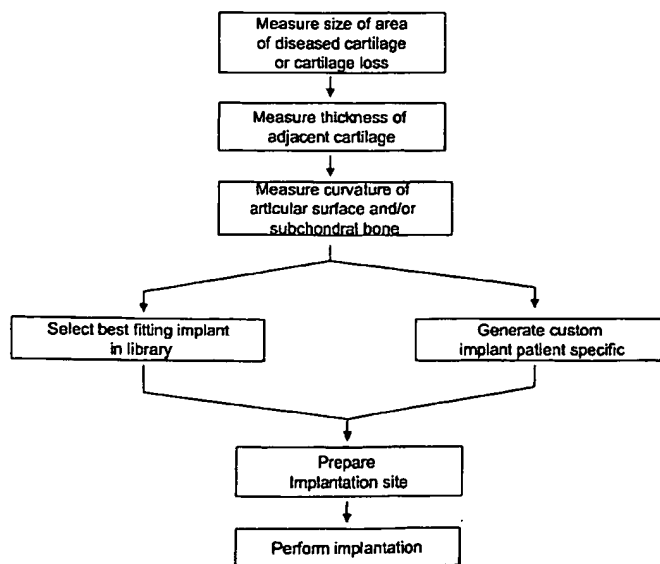 Measure size of area
of diseased cartilage
or cartilage loss
Measure thickness of
adjacent cartilage
Measure curvature of
articular surface and/or
subchondral bone
Select best fitting implant
in library
Generate custom
implant patient specific
Prepare
Implantation site
Perform implantation